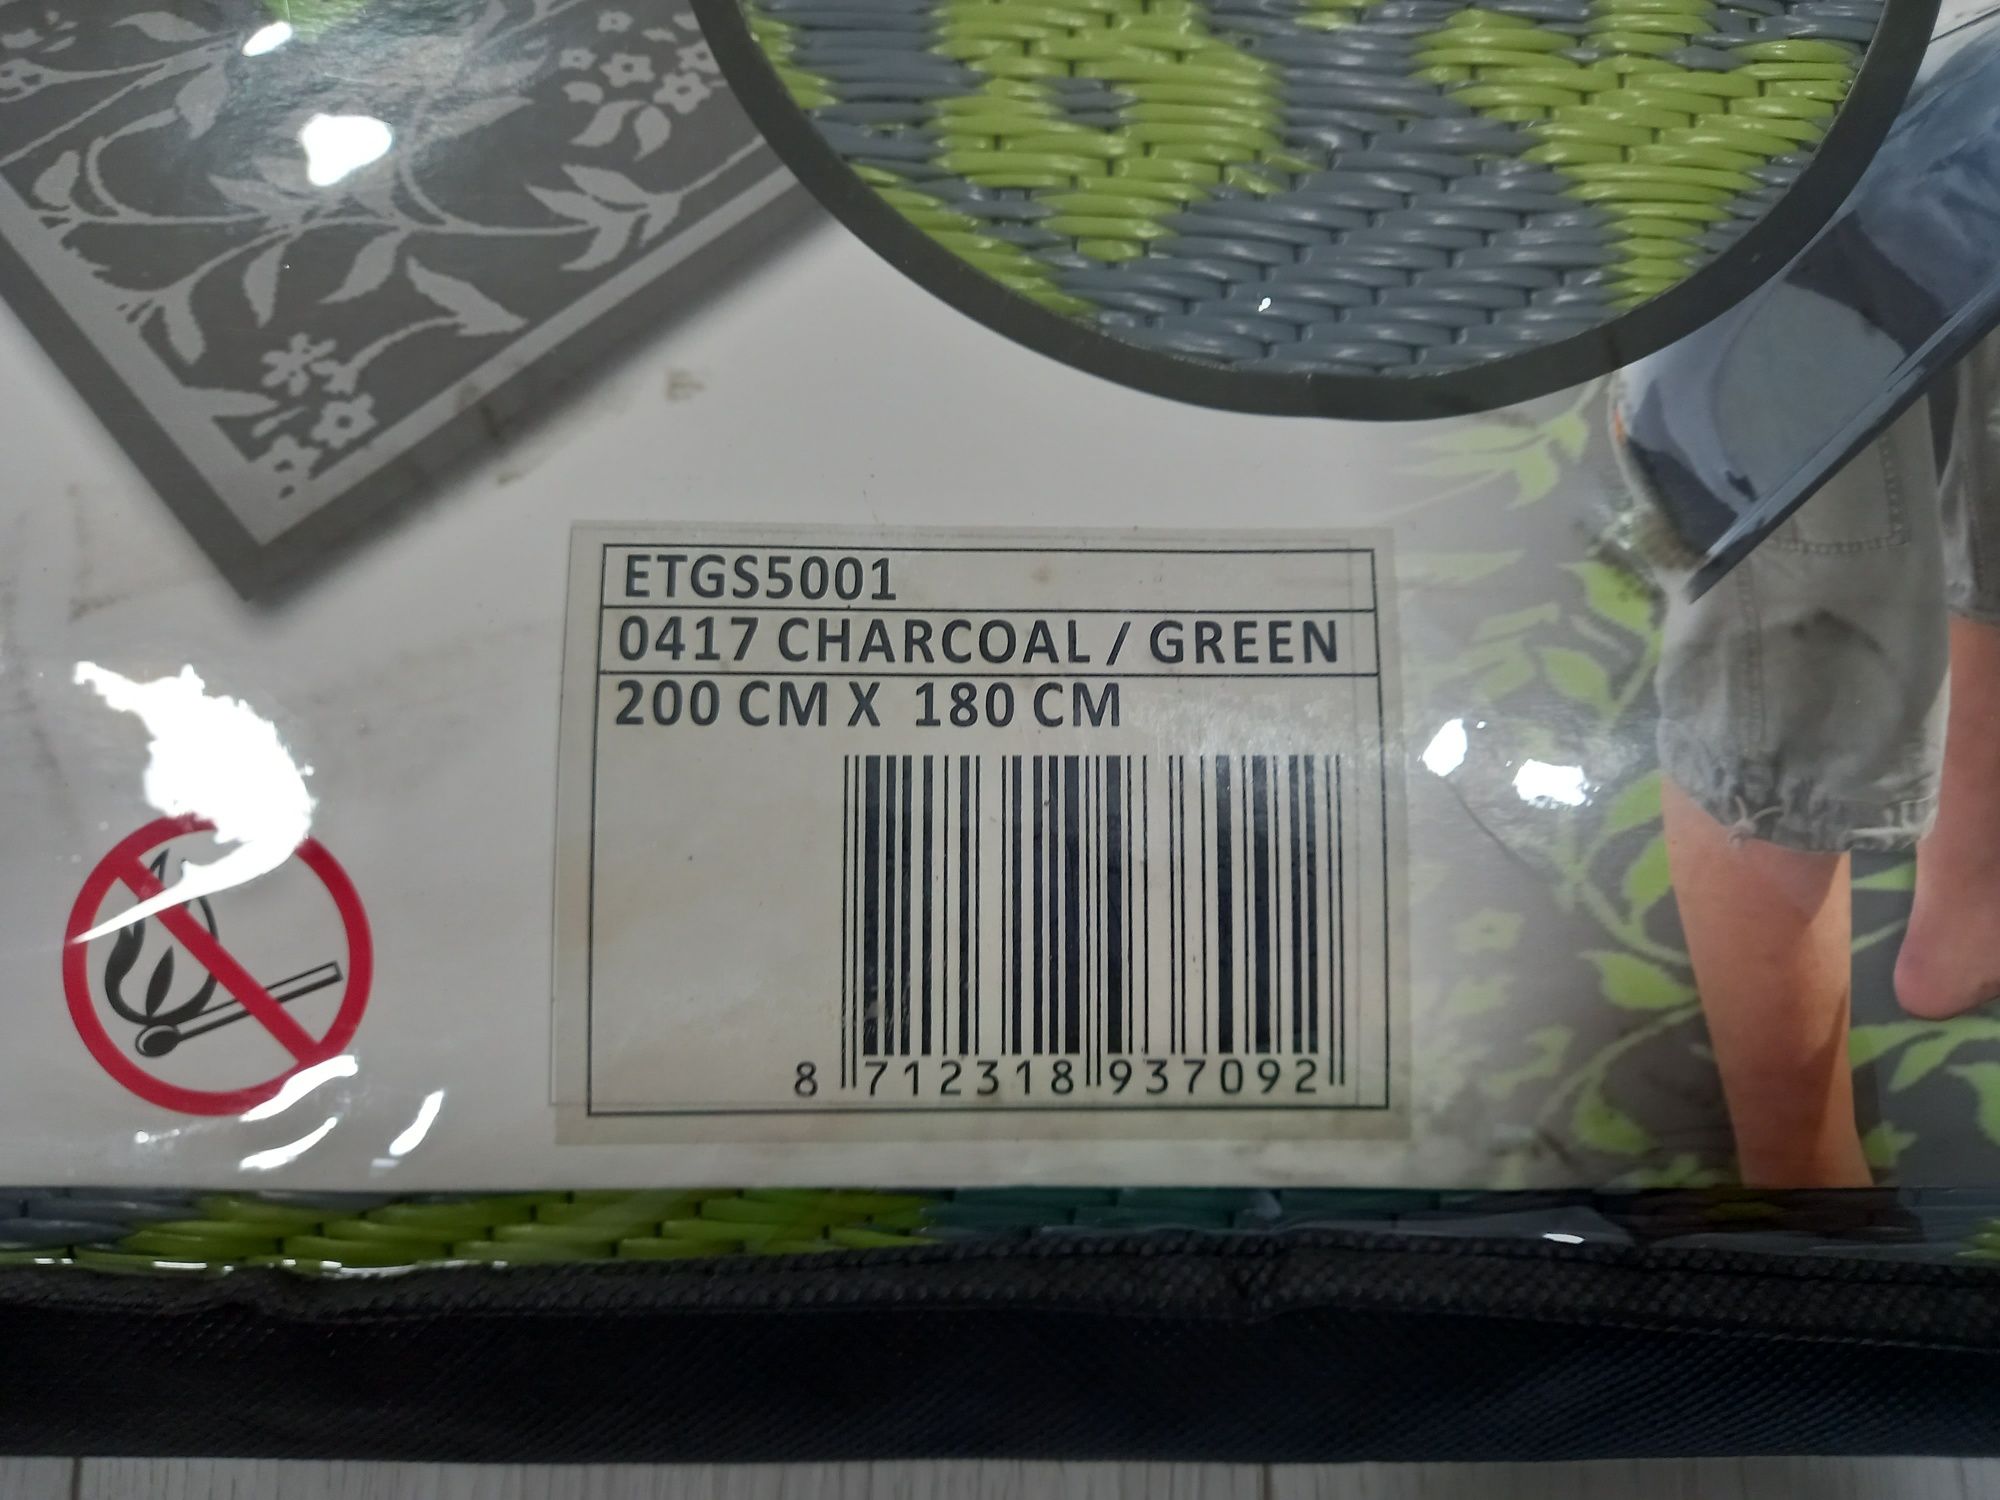 ETGS5001
0417 CHARCOAL / GREEN
200 CM X 180 CM
8 712318 937092